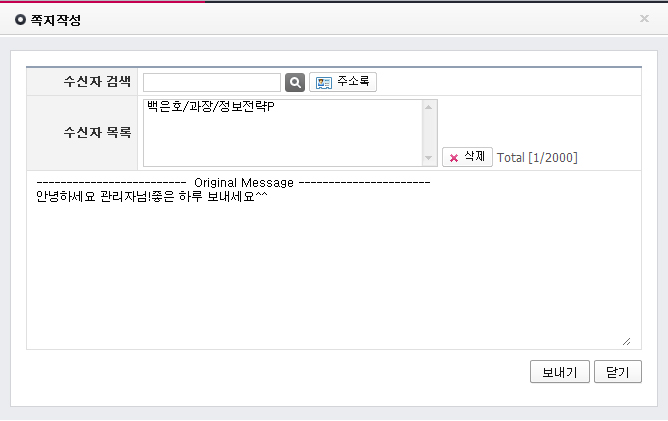 쪽지작성
수신자 검색
주소록
수신자 목록
백은호/과장/정보전략P
삭제 Total [1/2000]
------------------------- Original Message ----------------------
안녕하세요 관리자님!좋은 하루 보내세요^^
보내기 닫기